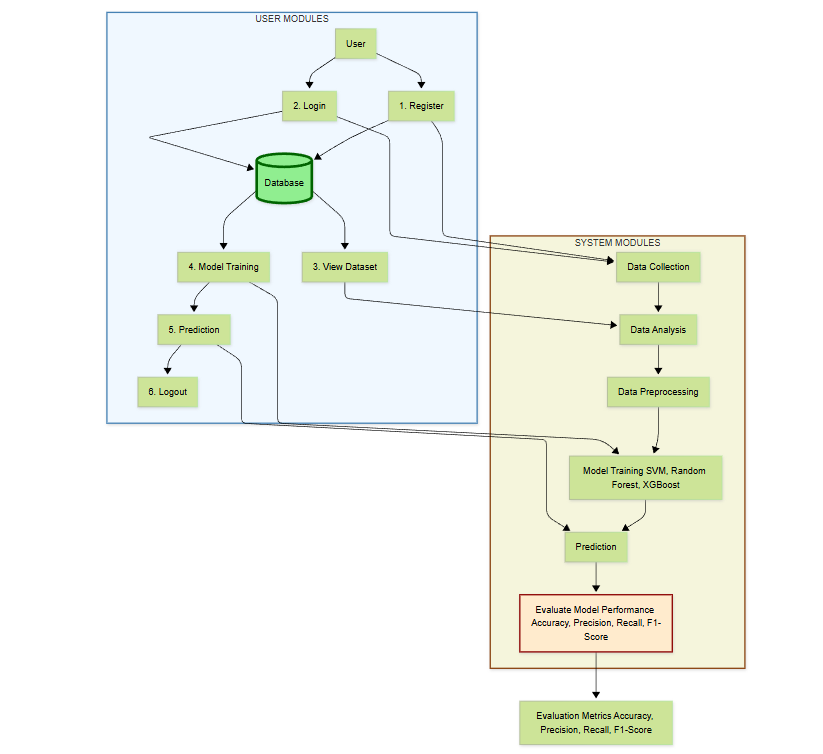 USER MODULES
User
2. Login
1. Register
Database
4. Model Training
3. View Dataset
5. Prediction
6. Logout
SYSTEM MODULES
Data Collection
Data Analysis
Data Preprocessing
Model Training SVM, Random
Forest, XGBoost
Prediction
Evaluate Model Performance
Accuracy, Precision, Recall, F1-
Score
Evaluation Metrics Accuracy,
Precision, Recall, F1-Score